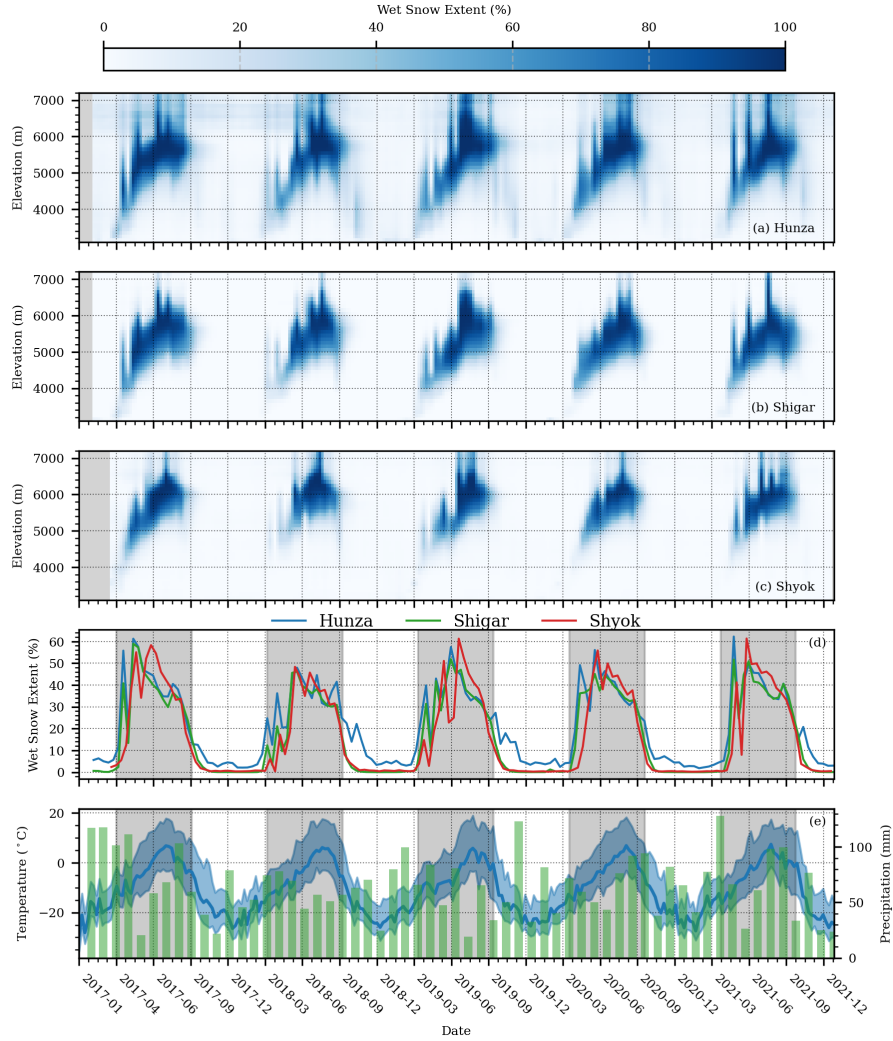 Wet Snow Extent (%)
0 20 40 60 80 100
7000
6000
5000
4000
Elevation (m)
(a) Hunza
7000
6000
5000
4000
Elevation (m)
(b) Shigar
7000
6000
5000
4000
Elevation (m)
(c) Shyok
Hunza Shigar Shyok
60
50
40
30
20
10
0
Wet Snow Extent (%)
(d)
20
0
−20
Temperature (°C)
(e)
100
50
0
Precipitation (mm)
2017-01 2017-04 2017-06 2017-09 2017-12 2018-03 2018-06 2018-09 2018-12 2019-03 2019-06 2019-09 2019-12 2020-03 2020-06 2020-09 2020-12 2021-03 2021-06 2021-09 2021-12
Date